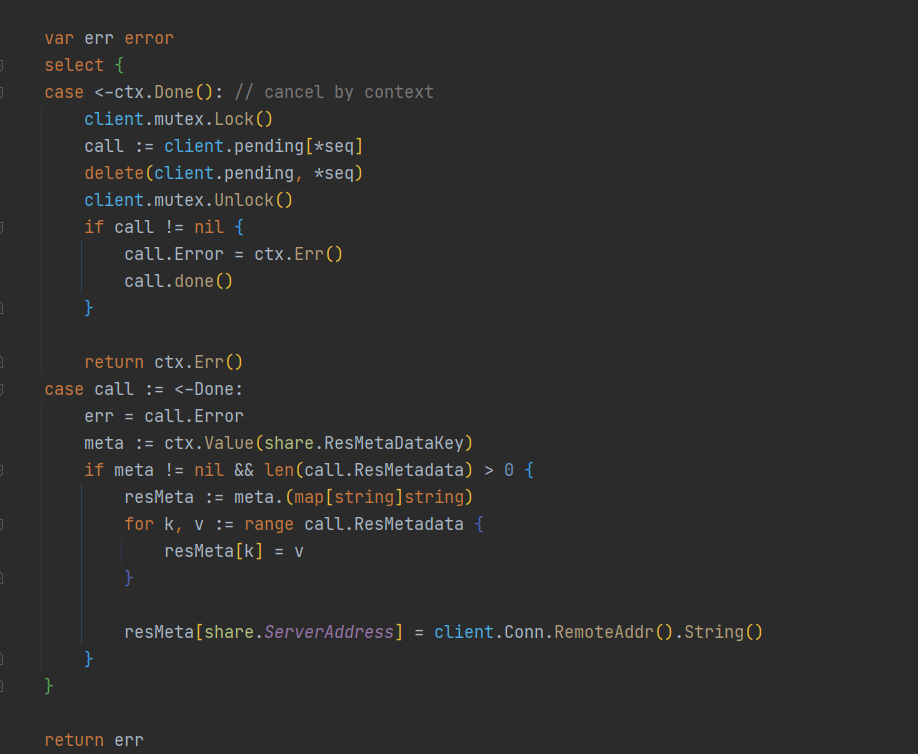 var err error
select {
case <-ctx.Done(): // cancel by context
    client.mutex.Lock()
    call := client.pending[*seq]
    delete(client.pending, *seq)
    client.mutex.Unlock()
    if call != nil {
        call.Error = ctx.Err()
        call.done()
    }
    return ctx.Err()
case call := <-Done:
    err = call.Error
    meta := ctx.Value(share.ResMetaDataKey)
    if meta != nil && len(call.ResMetadata) > 0 {
        resMeta := meta.(map[string]string)
        for k, v := range call.ResMetadata {
            resMeta[k] = v
        }
        resMeta[share.ServerAddress] = client.Conn.RemoteAddr().String()
    }
}
return err